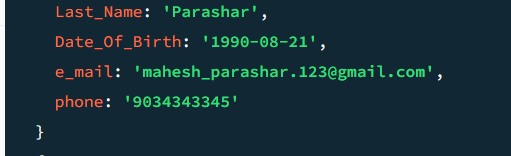 Last_Name: 'Parashar',
Date_Of_Birth: '1990-08-21',
e_mail: 'mahesh_parashar.123@gmail.com',
phone: '9034343345'
}